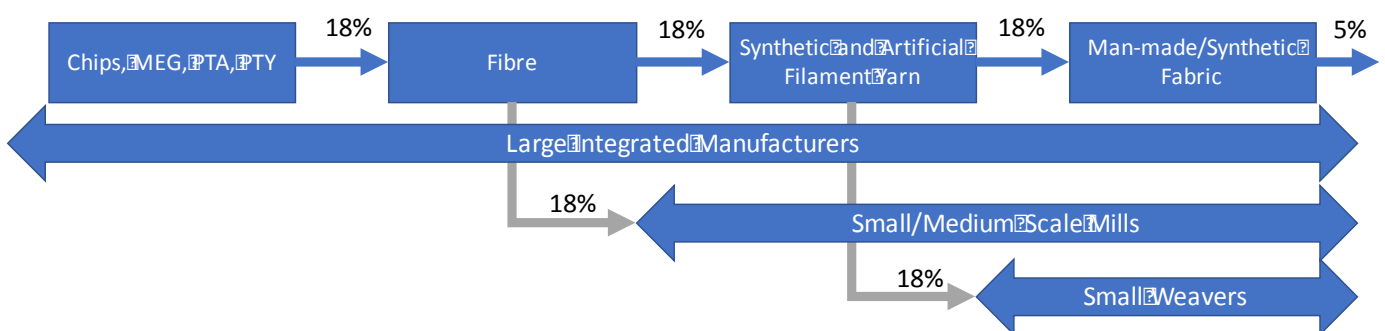 18%
18%
18%
5%
Chips, MEG, PTA, PTY
Fibre
Synthetic and Artificial
Filament Yarn
Man-made/Synthetic
Fabric
Large Integrated Manufacturers
18%
Small/Medium Scale Mills
18%
Small Weavers